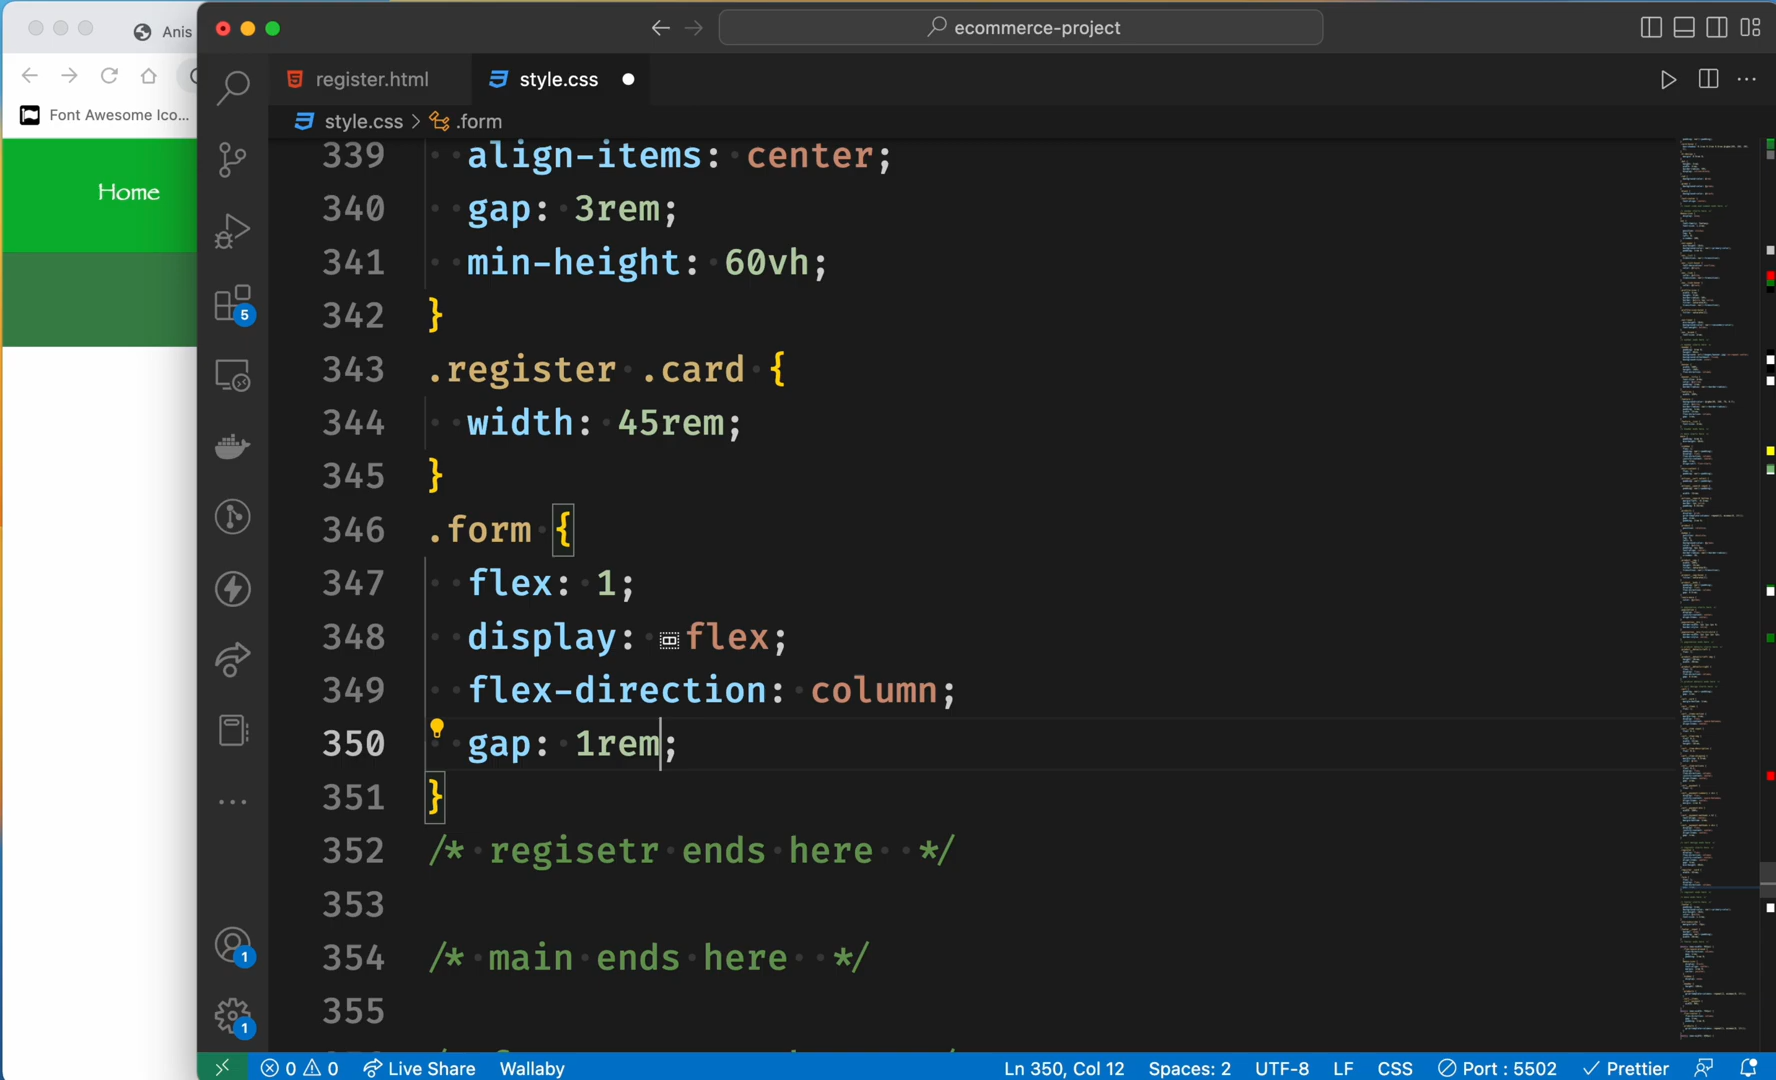 Anis
ecommerce-project
register.html
style.css
Font Awesome Ico...
style.css > .form
Home
339 align-items: center;
340 gap: 3rem;
341 min-height: 60vh;
342 }
343 .register .card {
344 width: 45rem;
345 }
346 .form {
347 flex: 1;
348 display: flex;
349 flex-direction: column;
350 gap: 1rem;
351 }
352 /* regisetr ends here  */
353
354 /* main ends here  */
355
5
1
1
0 0 Live Share Wallaby Ln 350, Col 12 Spaces: 2 UTF-8 LF CSS Port : 5502 Prettier